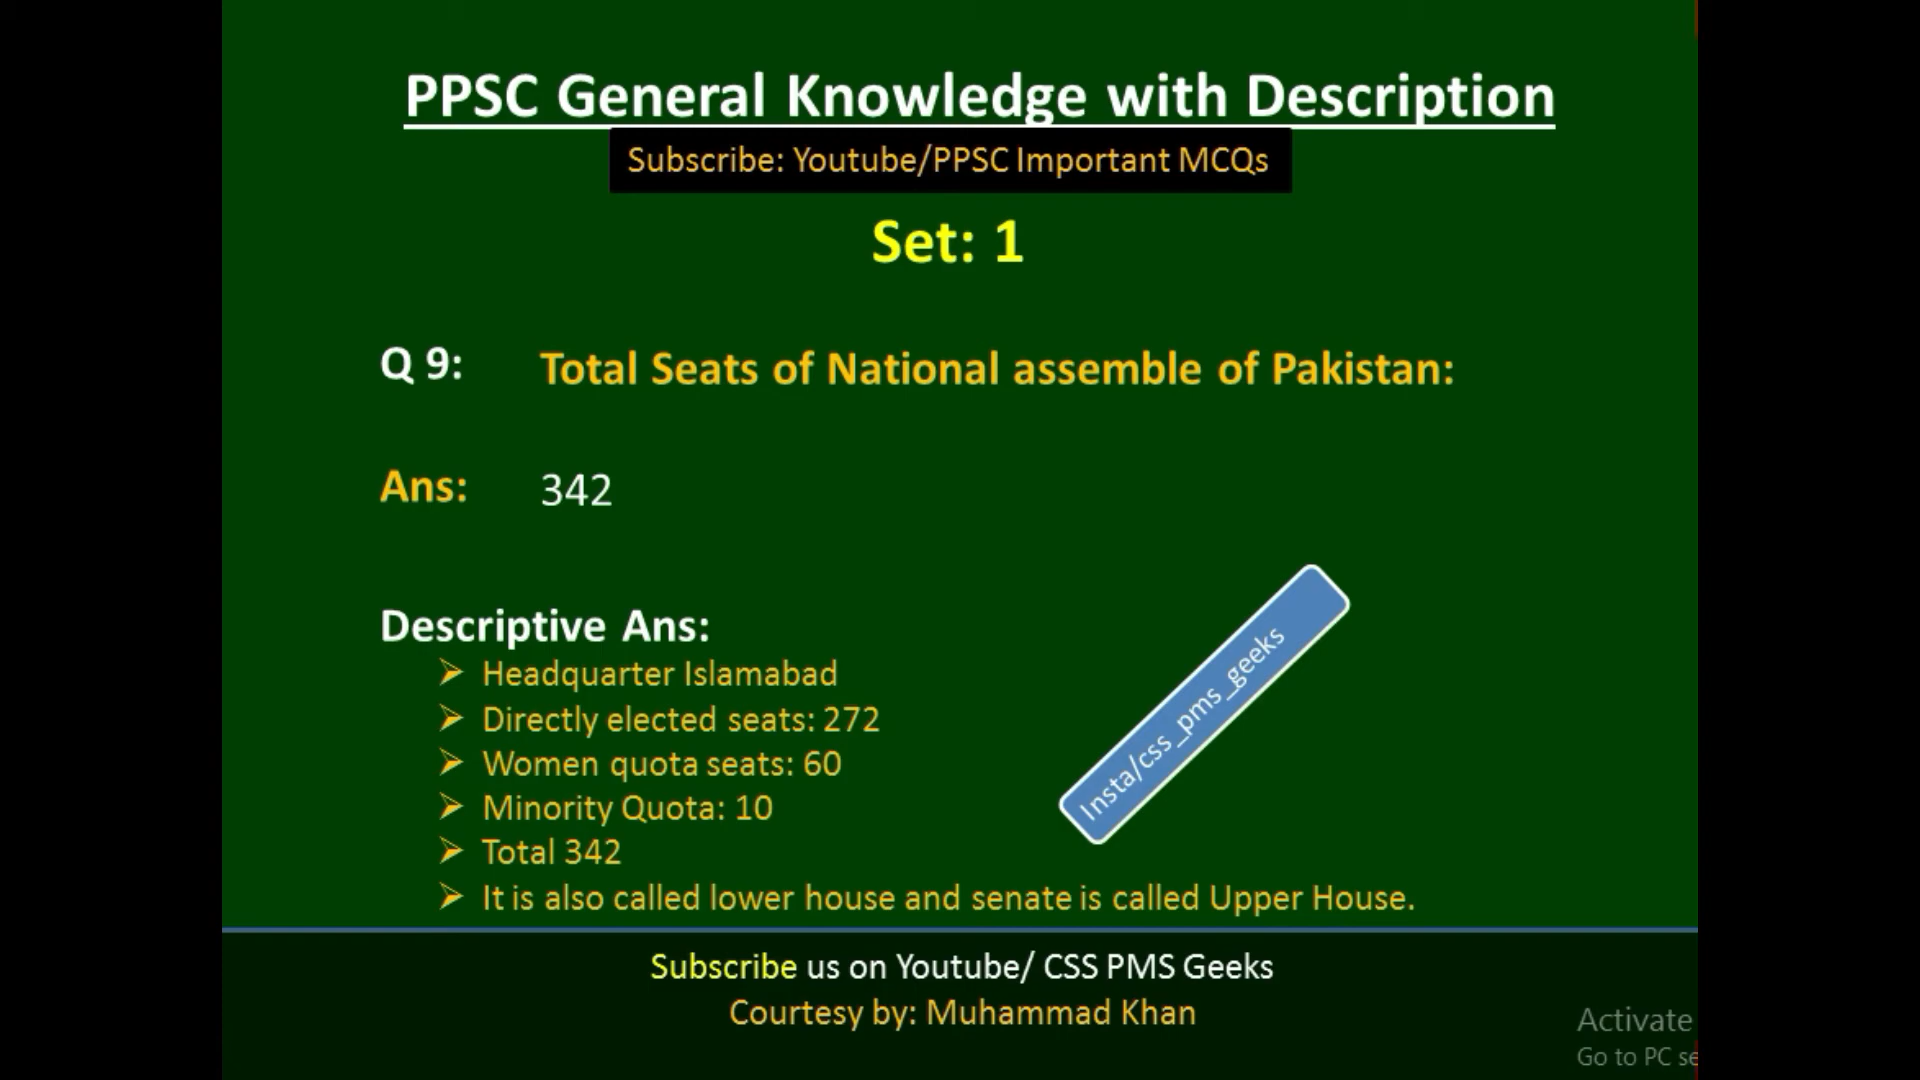 PPSC General Knowledge with Description
Subscribe: Youtube/PPSC Important MCQs
Set: 1
Q 9: Total Seats of National assemble of Pakistan:
Ans: 342
Descriptive Ans:
Headquarter Islamabad
Directly elected seats: 272
Women quota seats: 60
Minority Quota: 10
Total 342
It is also called lower house and senate is called Upper House.
Insta/css_pms_geeks
Subscribe us on Youtube/ CSS PMS Geeks
Courtesy by: Muhammad Khan
Activate
Go to PC se